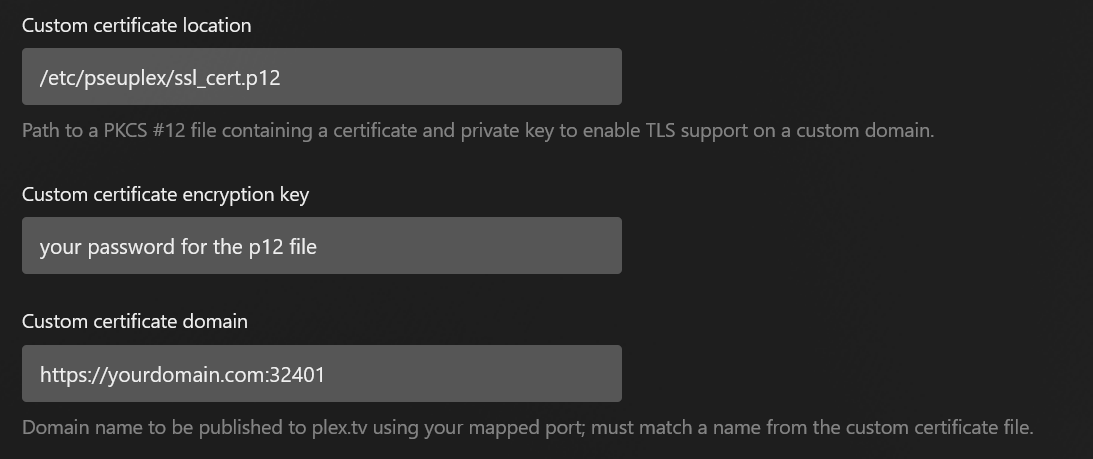 Custom certificate location
/etc/pseuplex/ssl_cert.p12
Path to a PKCS #12 file containing a certificate and private key to enable TLS support on a custom domain.
Custom certificate encryption key
your password for the p12 file
Custom certificate domain
https://yourdomain.com:32401
Domain name to be published to plex.tv using your mapped port; must match a name from the custom certificate file.